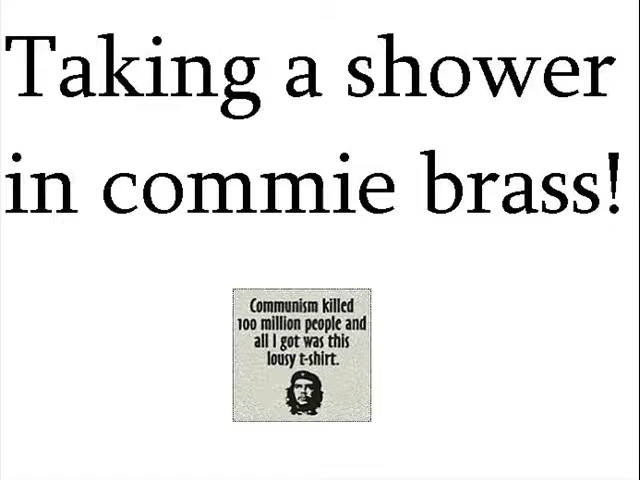 Taking a shower
in commie brass!
Communism killed
100 million people and
all I got was this
lousy t-shirt.